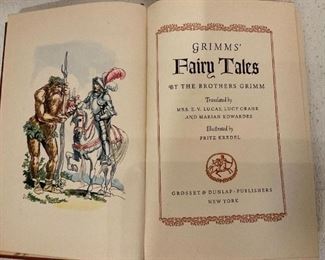 GRIMMS'
Fairy Tales
BY THE BROTHERS GRIMM
Translated by
MRS. E. V. LUCAS, LUCY CRANE
AND MARIAN EDWARDES
Illustrated by
FRITZ KREDEL
GROSSET & DUNLAP · PUBLISHERS
NEW YORK